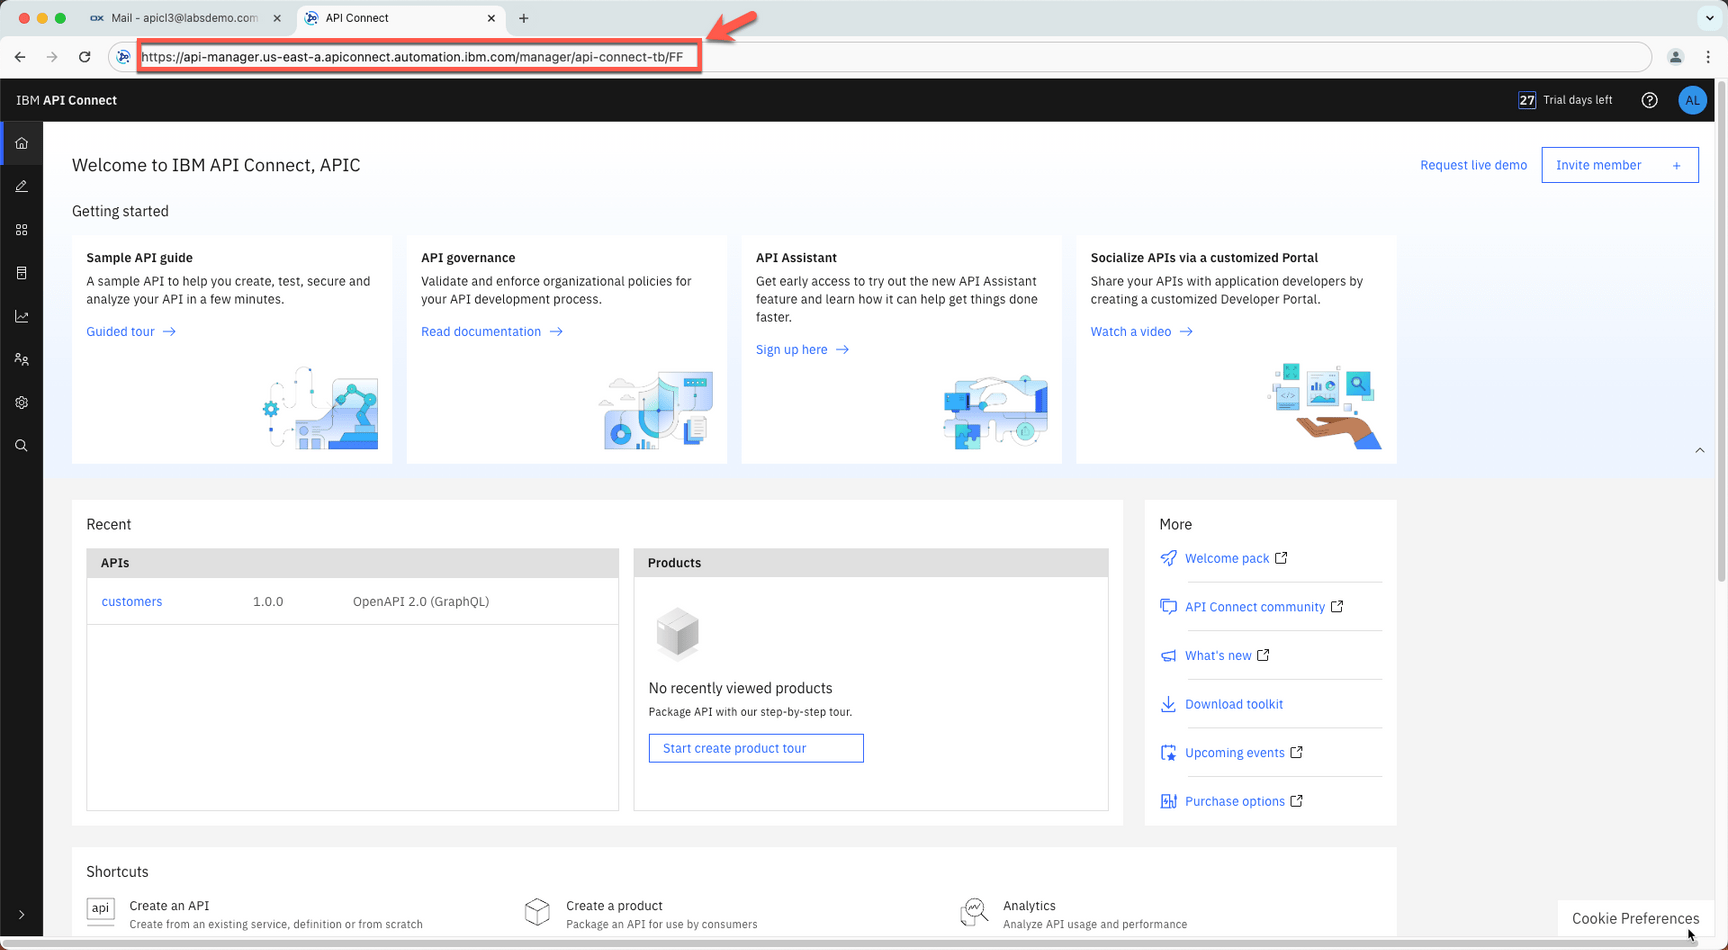 Mail - apicl3@labsdemo.com
API Connect
https://api-manager.us-east-a.apiconnect.automation.ibm.com/manager/api-connect-tb/FF
IBM API Connect
27 Trial days left
AL
Welcome to IBM API Connect, APIC
Request live demo
Invite member +
Getting started
Sample API guide
A sample API to help you create, test, secure and
analyze your API in a few minutes.
Guided tour
API governance
Validate and enforce organizational policies for
your API development process.
Read documentation
API Assistant
Get early access to try out the new API Assistant
feature and learn how it can help get things done
faster.
Sign up here
Socialize APIs via a customized Portal
Share your APIs with application developers by
creating a customized Developer Portal.
Watch a video
Recent
APIs
customers 1.0.0 OpenAPI 2.0 (GraphQL)
Products
No recently viewed products
Package API with our step-by-step tour.
Start create product tour
More
Welcome pack
API Connect community
What's new
Download toolkit
Upcoming events
Purchase options
Shortcuts
api
Create an API
Create from an existing service, definition or from scratch
Create a product
Package an API for use by consumers
Analytics
Analyze API usage and performance
Cookie Preferences